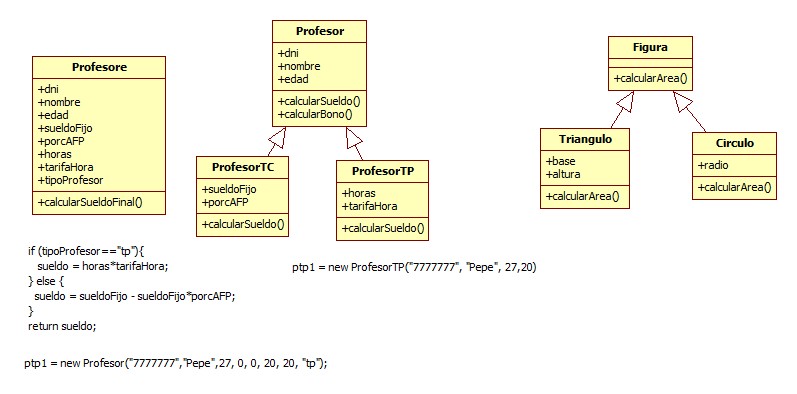 Profesore
+dni
+nombre
+edad
+sueldoFijo
+porcAFP
+horas
+tarifaHora
+tipoProfesor
+calcularSueldoFinal()
if (tipoProfesor=="tp"){
sueldo = horas*tarifaHora;
} else {
sueldo = sueldoFijo - sueldoFijo*porcAFP;
}
return sueldo;
ptp1 = new Profesor("7777777","Pepe",27, 0, 0, 20, 20, "tp");
Profesor
+dni
+nombre
+edad
+calcularSueldo()
+calcularBono()
ProfesorTC
+sueldoFijo
+porcAFP
+calcularSueldo()
ProfesorTP
+horas
+tarifaHora
+calcularSueldo()
ptp1 = new ProfesorTP("7777777", "Pepe", 27,20)
Figura
+calcularArea()
Triangulo
+base
+altura
+calcularArea()
Circulo
+radio
+calcularArea()